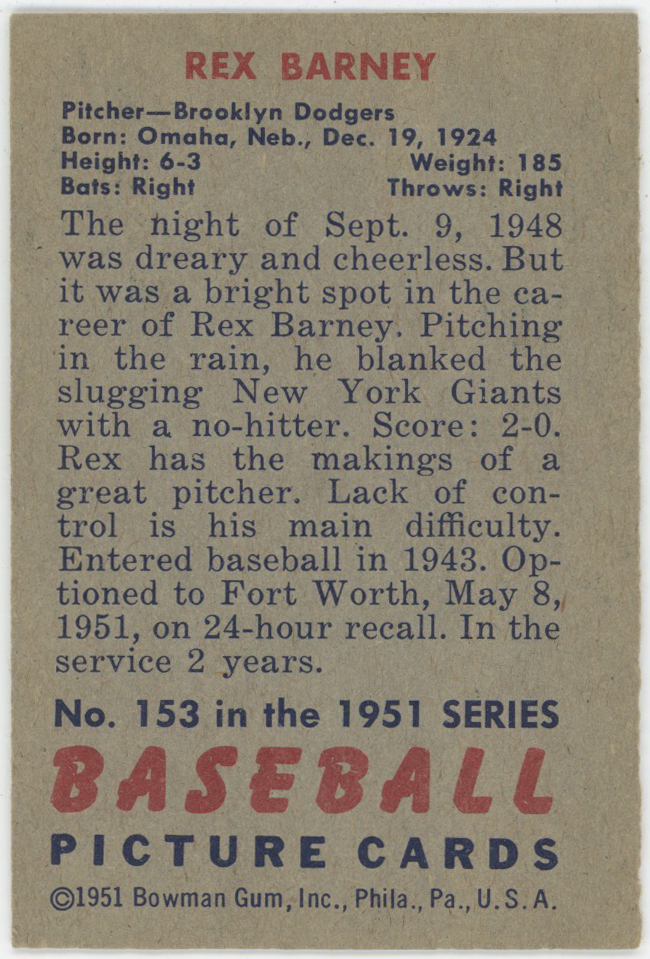 REX BARNEY
Pitcher—Brooklyn Dodgers
Born: Omaha, Neb., Dec. 19, 1924
Height: 6-3 Weight: 185
Bats: Right Throws: Right
The night of Sept. 9, 1948
was dreary and cheerless. But
it was a bright spot in the ca-
reer of Rex Barney. Pitching
in the rain, he blanked the
slugging New York Giants
with a no-hitter. Score: 2-0.
Rex has the makings of a
great pitcher. Lack of con-
trol is his main difficulty.
Entered baseball in 1943. Op-
tioned to Fort Worth, May 8,
1951, on 24-hour recall. In the
service 2 years.
No. 153 in the 1951 SERIES
BASEBALL
PICTURE CARDS
©1951 Bowman Gum, Inc., Phila., Pa., U.S.A.